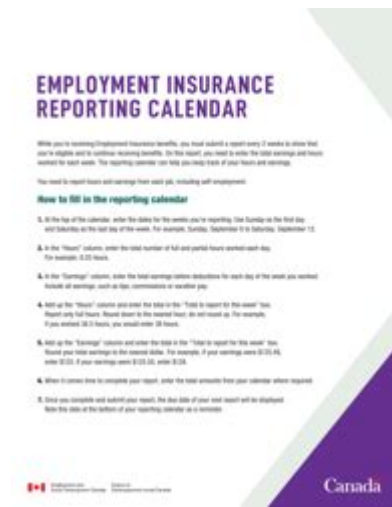 EMPLOYMENT INSURANCE
REPORTING CALENDAR
While you're receiving Employment Insurance benefits, you must submit a report every 2 weeks to show that
you're eligible and to continue receiving benefits. On this report, you need to enter the total earnings and hours
worked for each week. The reporting calendar can help you keep track of your hours and earnings.
You need to report hours and earnings from each job, including self-employment.
How to fill in the reporting calendar
1. At the top of the calendar, enter the dates for the weeks you're reporting. Use Sunday as the first day
and Saturday as the last day of the week. For example, Sunday, September 6 to Saturday, September 12.
2. In the "Hours" column, enter the total number of full and partial hours worked each day.
For example, 6.25 hours.
3. In the "Earnings" column, enter the total earnings before deductions for each day of the week you worked.
Include all earnings, such as tips, commissions or vacation pay.
4. Add up the "Hours" column and enter the total in the "Total to report for this week" box.
Report only full hours. Round down to the nearest hour; do not round up. For example,
if you worked 38.5 hours, you would enter 38 hours.
5. Add up the "Earnings" column and enter the total in the "Total to report for this week" box.
Round your total earnings to the nearest dollar. For example, if your earnings were
6. When it comes time to complete your report, enter the total amounts from your calendar where required.
7. Once you complete and submit your report, the due date of your next report will be displayed.
Note this date at the bottom of your reporting calendar as a reminder.
Employment and Emploi et
Social Development Canada Développement social Canada
Canada